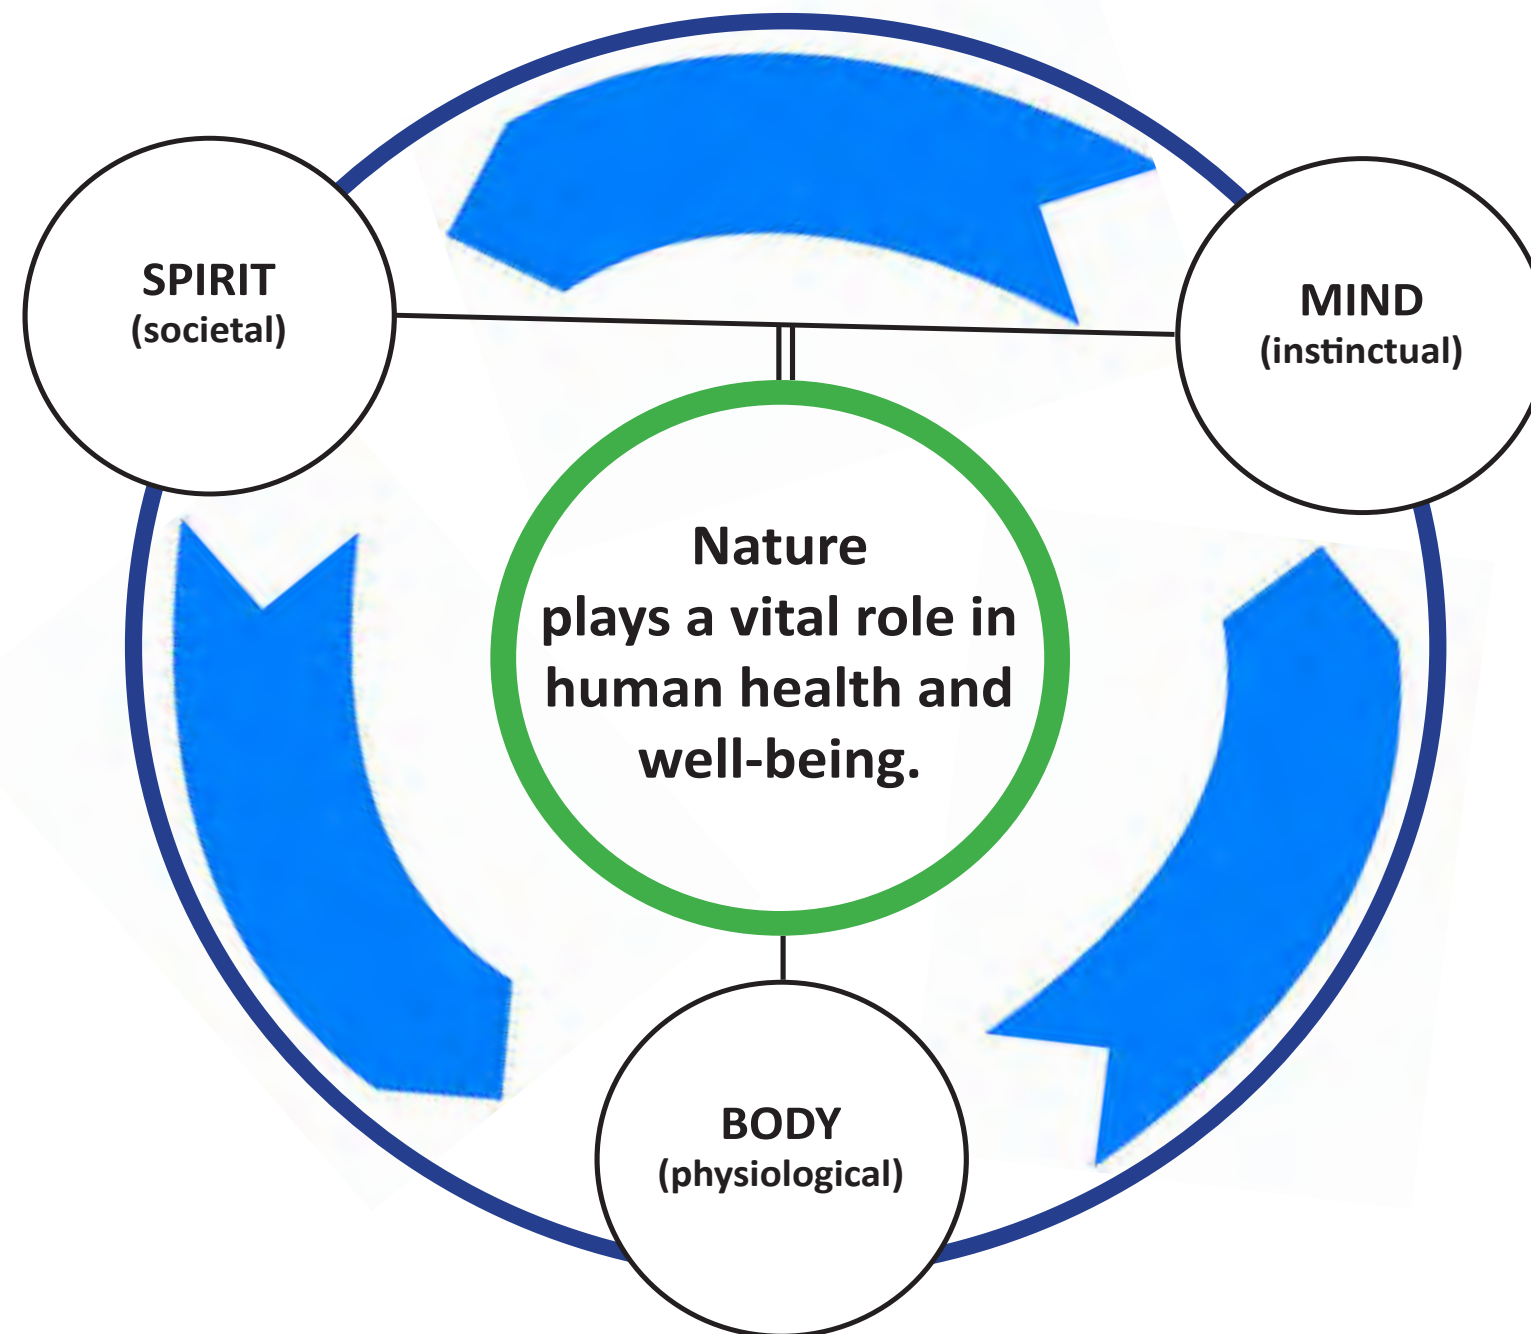 SPIRIT
(societal)
MIND
(instinctual)
Nature
plays a vital role in
human health and
well-being.
BODY
(physiological)